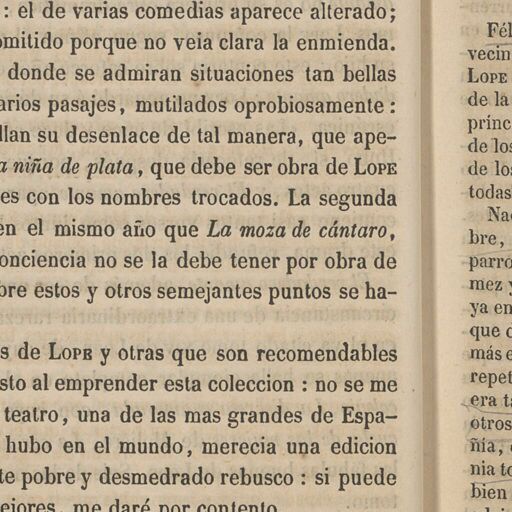 : el de varias comedias aparece alterado;
omitido porque no veia clara la enmienda.
donde se admiran situaciones tan bellas
arios pasajes, mutilados oprobiosamente :
llan su desenlace de tal manera, que ape-
a niña de plata, que debe ser obra de LOPE
es con los nombres trocados. La segunda
en el mismo año que La moza de cántaro,
onciencia no se la debe tener por obra de
bre estos y otros semejantes puntos se ha-
s de LOPE y otras que son recomendables
sto al emprender esta coleccion : no se me
teatro, una de las mas grandes de Espa-
hubo en el mundo, merecia una edicion
te pobre y desmedrado rebusco : si puede
ejores, me daré por contento
Fél
vecin
LOPE
de la
prínc
de los
de los
todas
Na
bre,
parro
mez y
ya en
que c
más e
repet
era ta
otros
ñía,
nia to
bien